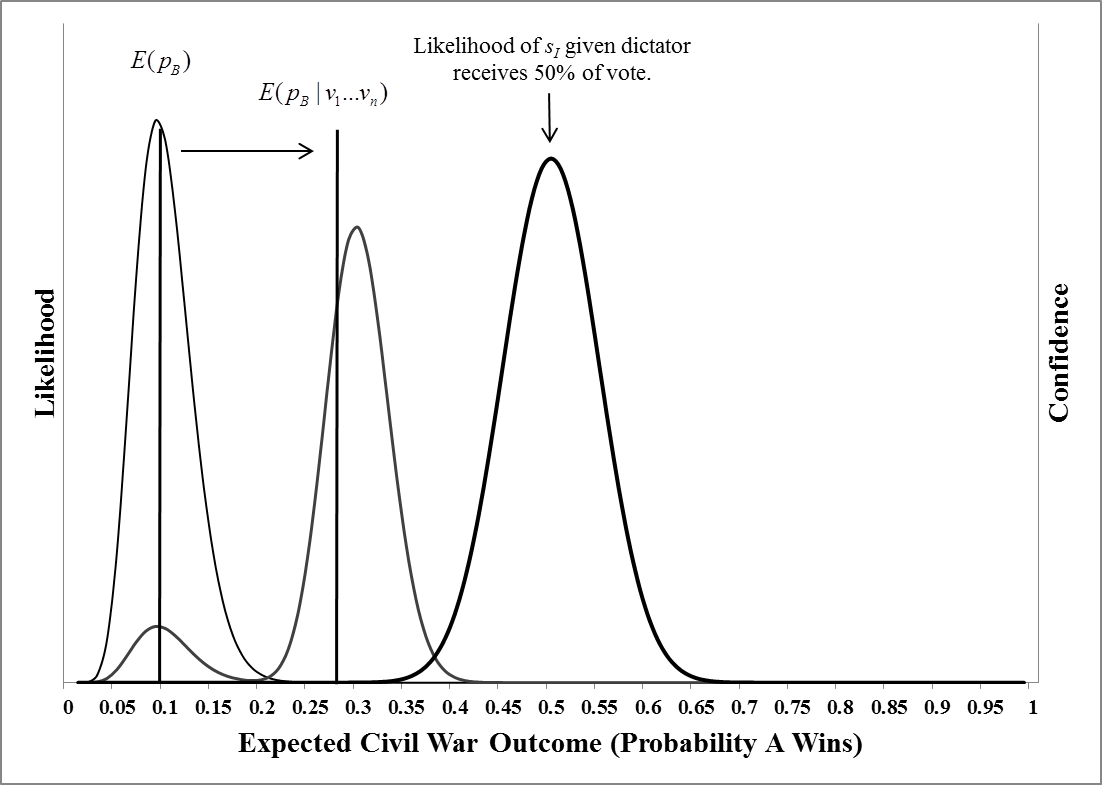 E(p_B)
E(p_B | v_1...v_n)
Likelihood of s_I given dictator
receives 50% of vote.
Likelihood
Confidence
0 0.05 0.1 0.15 0.2 0.25 0.3 0.35 0.4 0.45 0.5 0.55 0.6 0.65 0.7 0.75 0.8 0.85 0.9 0.95 1
Expected Civil War Outcome (Probability A Wins)